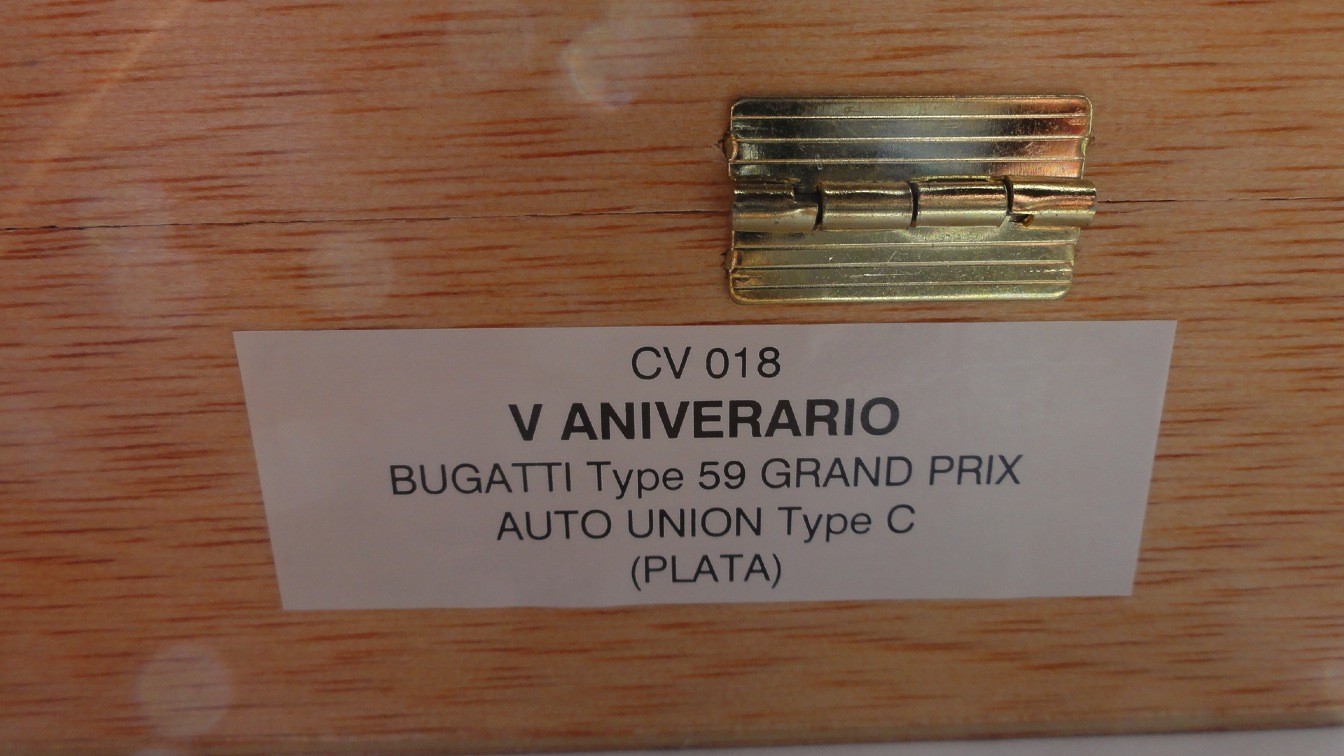 CV 018
V ANIVERARIO
BUGATTI Type 59 GRAND PRIX
AUTO UNION Type C
(PLATA)